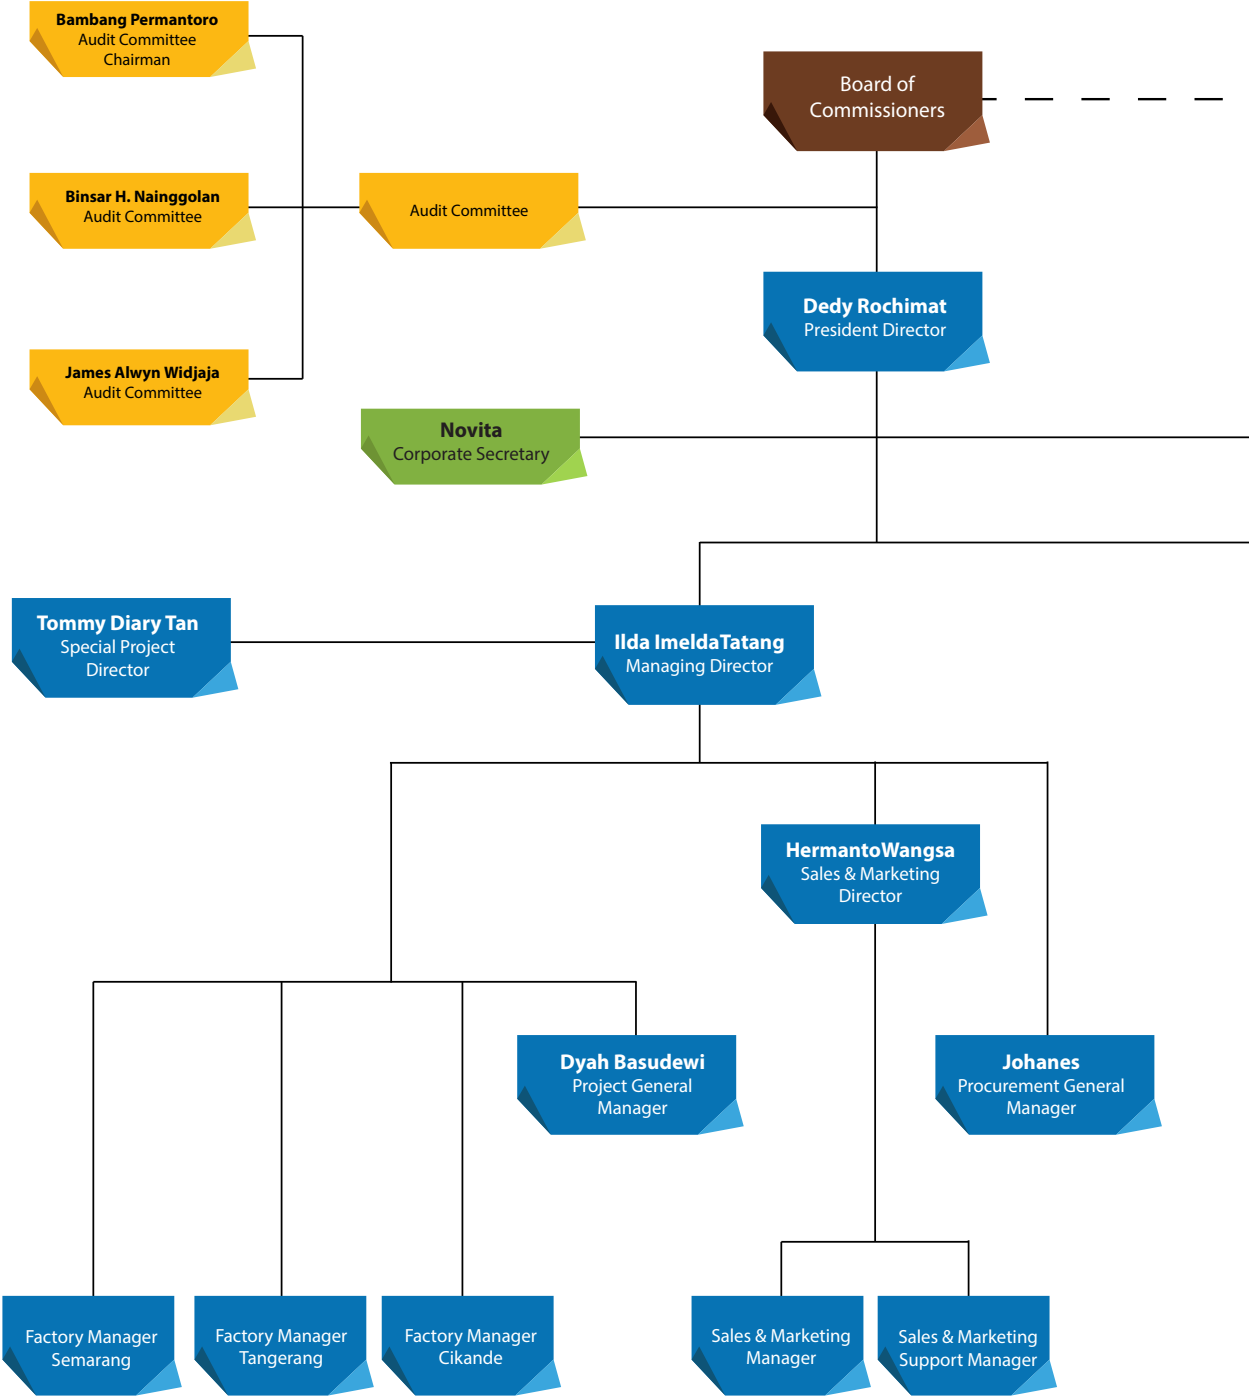 Bambang Permantoro
Audit Committee
Chairman
Board of
Commissioners
Binsar H. Nainggolan
Audit Committee
Audit Committee
Dedy Rochimat
President Director
James Alwyn Widjaja
Audit Committee
Novita
Corporate Secretary
Tommy Diary Tan
Special Project
Director
Ilda ImeldaTatang
Managing Director
HermantoWangsa
Sales & Marketing
Director
Dyah Basudewi
Project General
Manager
Johanes
Procurement General
Manager
Factory Manager
Semarang
Factory Manager
Tangerang
Factory Manager
Cikande
Sales & Marketing
Manager
Sales & Marketing
Support Manager